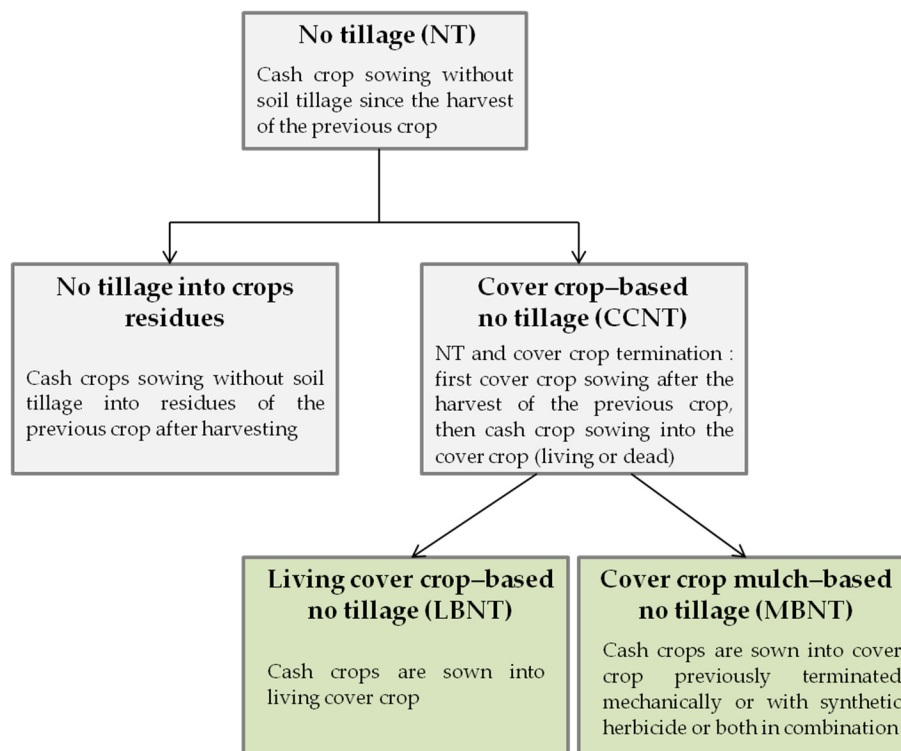 No tillage (NT)
Cash crop sowing without
soil tillage since the harvest
of the previous crop
No tillage into crops
residues
Cash crops sowing without soil
tillage into residues of the
previous crop after harvesting
Cover crop–based
no tillage (CCNT)
NT and cover crop termination :
first cover crop sowing after the
harvest of the previous crop,
then cash crop sowing into the
cover crop (living or dead)
Living cover crop–based
no tillage (LBNT)
Cash crops are sown into
living cover crop
Cover crop mulch–based
no tillage (MBNT)
Cash crops are sown into cover
crop previously terminated
mechanically or with synthetic
herbicide or both in combination